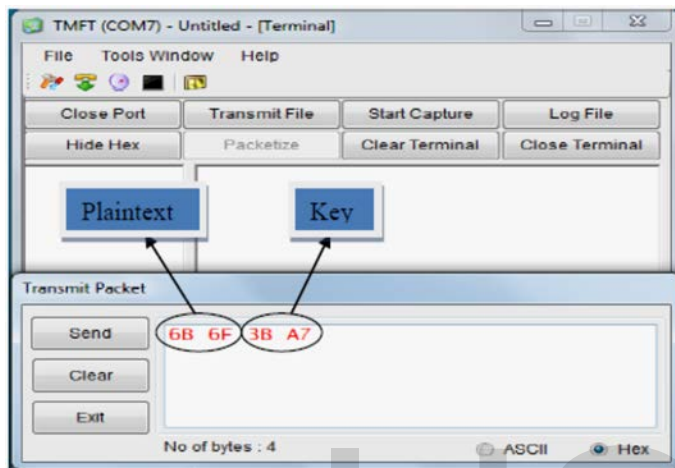 TMFT (COM7) - Untitled - [Terminal]
File Tools Window Help
Close Port Transmit File Start Capture Log File
Hide Hex Packetize Clear Terminal Close Terminal
Plaintext Key
Transmit Packet
Send 6B 6F 3B A7
Clear
Exit
No of bytes : 4 ASCII Hex